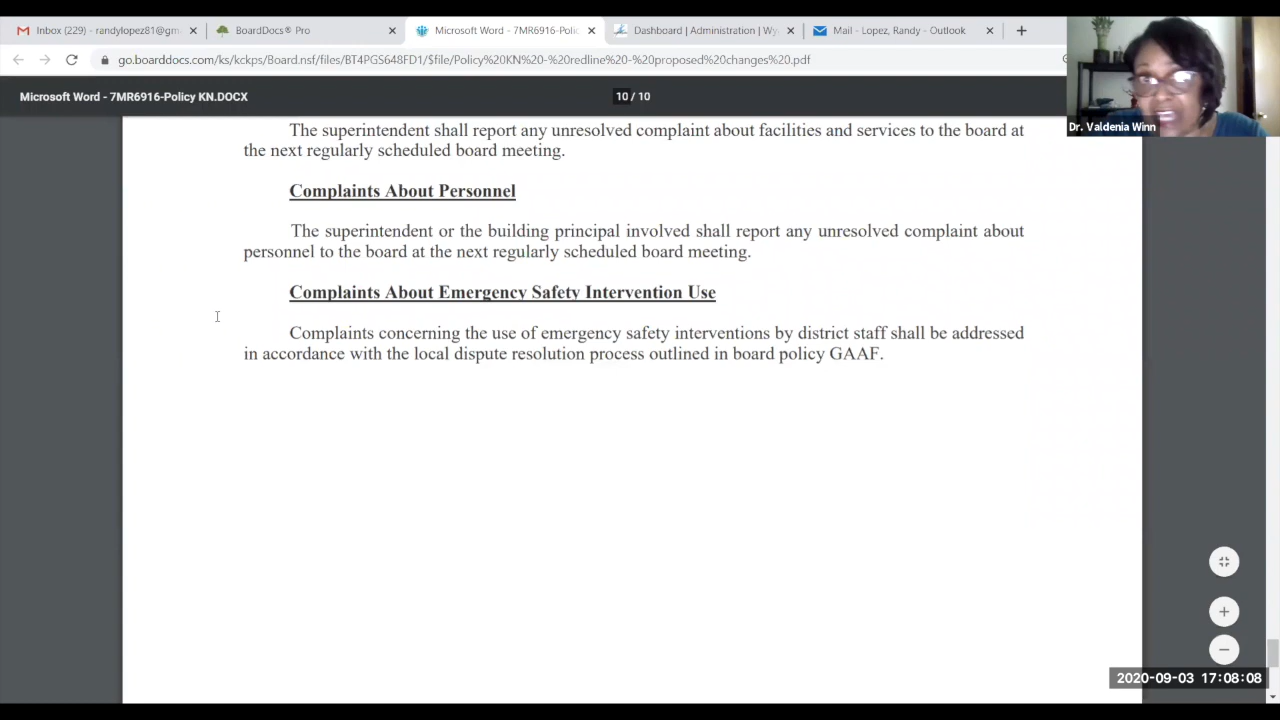 Inbox (229) - randylopez81@gm
BoardDocs® Pro
Microsoft Word - 7MR6916-Polic
Dashboard | Administration | Wy
Mail - Lopez, Randy - Outlook
go.boarddocs.com/ks/kckps/Board.nsf/files/BT4PGS648FD1/$file/Policy%20KN%20-%20redline%20-%20proposed%20changes%20.pdf
Microsoft Word - 7MR6916-Policy KN.DOCX
10 / 10
Dr. Valdenia Winn
The superintendent shall report any unresolved complaint about facilities and services to the board at
the next regularly scheduled board meeting.
Complaints About Personnel
The superintendent or the building principal involved shall report any unresolved complaint about
personnel to the board at the next regularly scheduled board meeting.
Complaints About Emergency Safety Intervention Use
Complaints concerning the use of emergency safety interventions by district staff shall be addressed
in accordance with the local dispute resolution process outlined in board policy GAAF.
2020-09-03 17:08:08